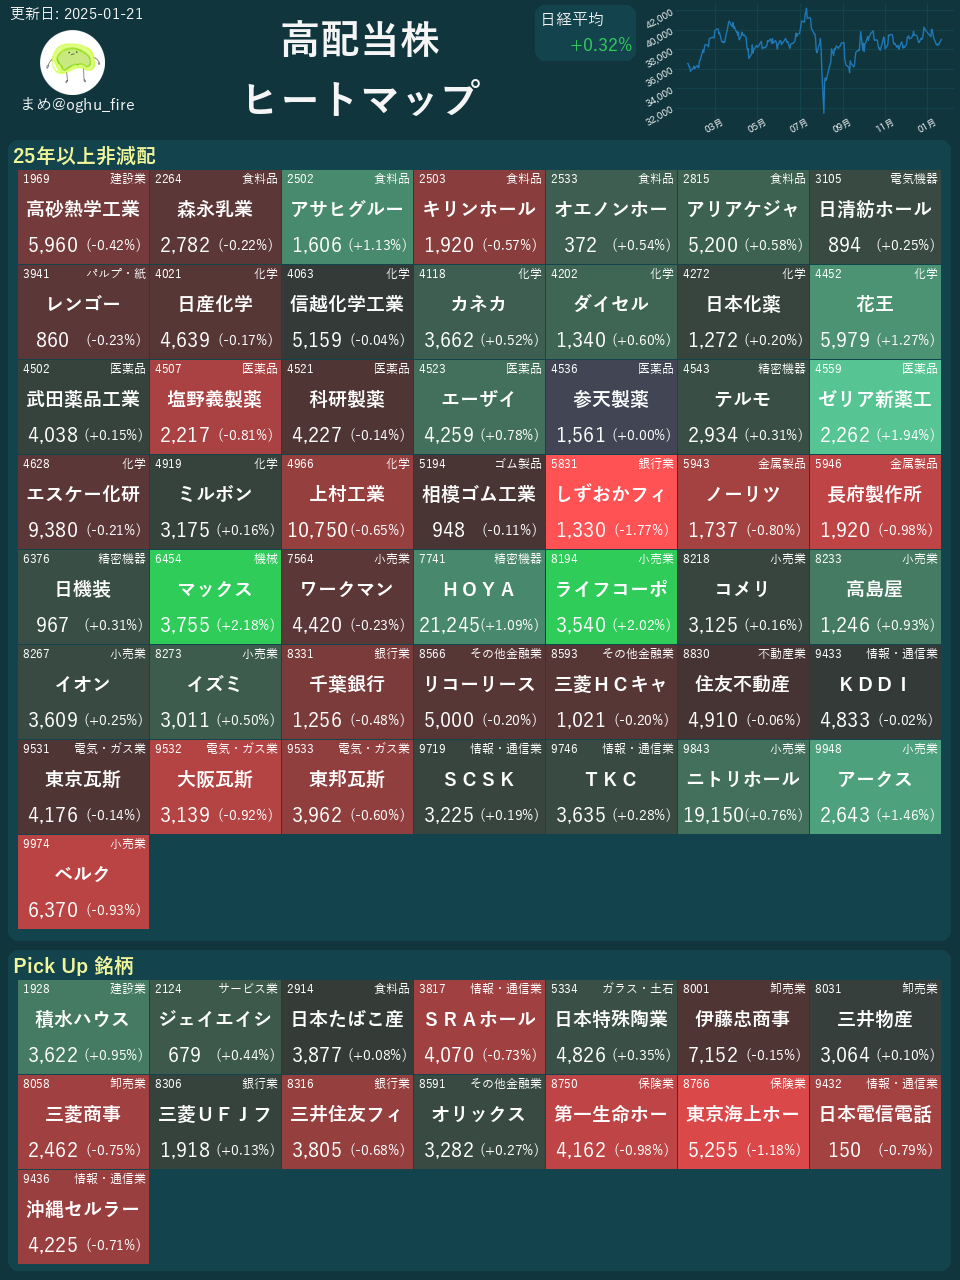 更新日: 2025-01-21
まめ@oghu_fire
高配当株
ヒートマップ
日経平均
+0.32%
42,000
40,000
38,000
36,000
34,000
32,000
03月 05月 07月 09月 11月 01月
25年以上非減配
1969 建設業 2264 食料品 2502 食料品 2503 食料品 2533 食料品 2815 食料品 3105 電気機器
高砂熱学工業 森永乳業 アサヒグルー キリンホール オエノンホー アリアケジャ 日清紡ホール
5,960 (-0.42%) 2,782 (-0.22%) 1,606 (+1.13%) 1,920 (-0.57%) 372 (+0.54%) 5,200 (+0.58%) 894 (+0.25%)
3941 パルプ・紙 4021 化学 4063 化学 4118 化学 4202 化学 4272 化学 4452 化学
レンゴー 日産化学 信越化学工業 カネカ ダイセル 日本化薬 花王
860 (-0.23%) 4,639 (-0.17%) 5,159 (-0.04%) 3,662 (+0.52%) 1,340 (+0.60%) 1,272 (+0.20%) 5,979 (+1.27%)
4502 医薬品 4507 医薬品 4521 医薬品 4523 医薬品 4536 医薬品 4543 精密機器 4559 医薬品
武田薬品工業 塩野義製薬 科研製薬 エーザイ 参天製薬 テルモ ゼリア新薬工
4,038 (+0.15%) 2,217 (-0.81%) 4,227 (-0.14%) 4,259 (+0.78%) 1,561 (+0.00%) 2,934 (+0.31%) 2,262 (+1.94%)
4628 化学 4919 化学 4966 化学 5194 ゴム製品 5831 銀行業 5943 金属製品 5946 金属製品
エスケー化研 ミルボン 上村工業 相模ゴム工業 しずおかフィ ノーリツ 長府製作所
9,380 (-0.21%) 3,175 (+0.16%) 10,750 (-0.65%) 948 (-0.11%) 1,330 (-1.77%) 1,737 (-0.80%) 1,920 (-0.98%)
6376 精密機器 6454 機械 7564 小売業 7741 精密機器 8194 小売業 8218 小売業 8233 小売業
日機装 マックス ワークマン ＨＯＹＡ ライフコーポ コメリ 高島屋
967 (+0.31%) 3,755 (+2.18%) 4,420 (-0.23%) 21,245 (+1.09%) 3,540 (+2.02%) 3,125 (+0.16%) 1,246 (+0.93%)
8267 小売業 8273 小売業 8331 銀行業 8566 その他金融業 8593 その他金融業 8830 不動産業 9433 情報・通信業
イオン イズミ 千葉銀行 リコーリース 三菱ＨＣキャ 住友不動産 ＫＤＤＩ
3,609 (+0.25%) 3,011 (+0.50%) 1,256 (-0.48%) 5,000 (-0.20%) 1,021 (-0.20%) 4,910 (-0.06%) 4,833 (-0.02%)
9531 電気・ガス業 9532 電気・ガス業 9533 電気・ガス業 9719 情報・通信業 9746 情報・通信業 9843 小売業 9948 小売業
東京瓦斯 大阪瓦斯 東邦瓦斯 ＳＣＳＫ ＴＫＣ ニトリホール アークス
4,176 (-0.14%) 3,139 (-0.92%) 3,962 (-0.60%) 3,225 (+0.19%) 3,635 (+0.28%) 19,150 (+0.76%) 2,643 (+1.46%)
9974 小売業
ベルク
6,370 (-0.93%)
Pick Up 銘柄
1928 建設業 2124 サービス業 2914 食料品 3817 情報・通信業 5334 ガラス・土石 8001 卸売業 8031 卸売業
積水ハウス ジェイエイシ 日本たばこ産 ＳＲＡホール 日本特殊陶業 伊藤忠商事 三井物産
3,622 (+0.95%) 679 (+0.44%) 3,877 (+0.08%) 4,070 (-0.73%) 4,826 (+0.35%) 7,152 (-0.15%) 3,064 (+0.10%)
8058 卸売業 8306 銀行業 8316 銀行業 8591 その他金融業 8750 保険業 8766 保険業 9432 情報・通信業
三菱商事 三菱ＵＦＪフ 三井住友フィ オリックス 第一生命ホー 東京海上ホー 日本電信電話
2,462 (-0.75%) 1,918 (+0.13%) 3,805 (-0.68%) 3,282 (+0.27%) 4,162 (-0.98%) 5,255 (-1.18%) 150 (-0.79%)
9436 情報・通信業
沖縄セルラー
4,225 (-0.71%)